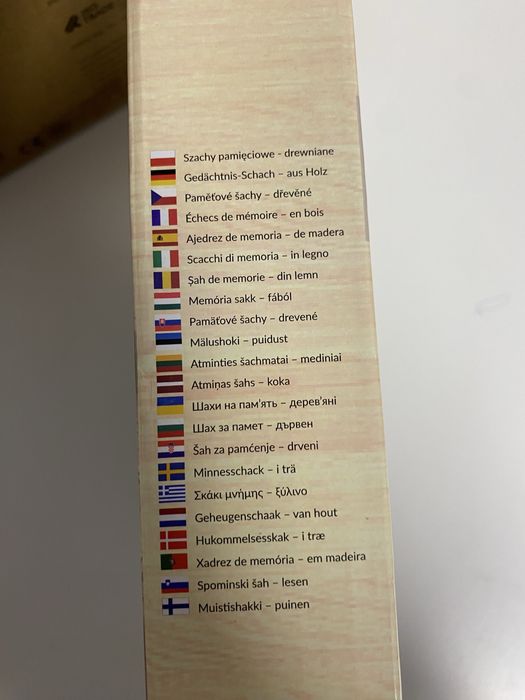 TRADE
Szachy pamięciowe - drewniane
Gedächtnis-Schach – aus Holz
Paměťové šachy – dřevěné
Échecs de mémoire – en bois
Ajedrez de memoria – de madera
Scacchi di memoria – in legno
Şah de memorie – din lemn
Memória sakk – fából
Pamäťové šachy – drevené
Mälushoki – puidust
Atminties šachmatai – mediniai
Atmiņas šahs – koka
Шахи на пам'ять – дерев'яні
Шах за памет – дървен
Šah za pamćenje – drveni
Minnesschack – i trä
Σκάκι μνήμης – ξύλινο
Geheugenschaak – van hout
Hukommelsesskak – i træ
Xadrez de memória – em madeira
Spominski šah – lesen
Muistishakki – puinen